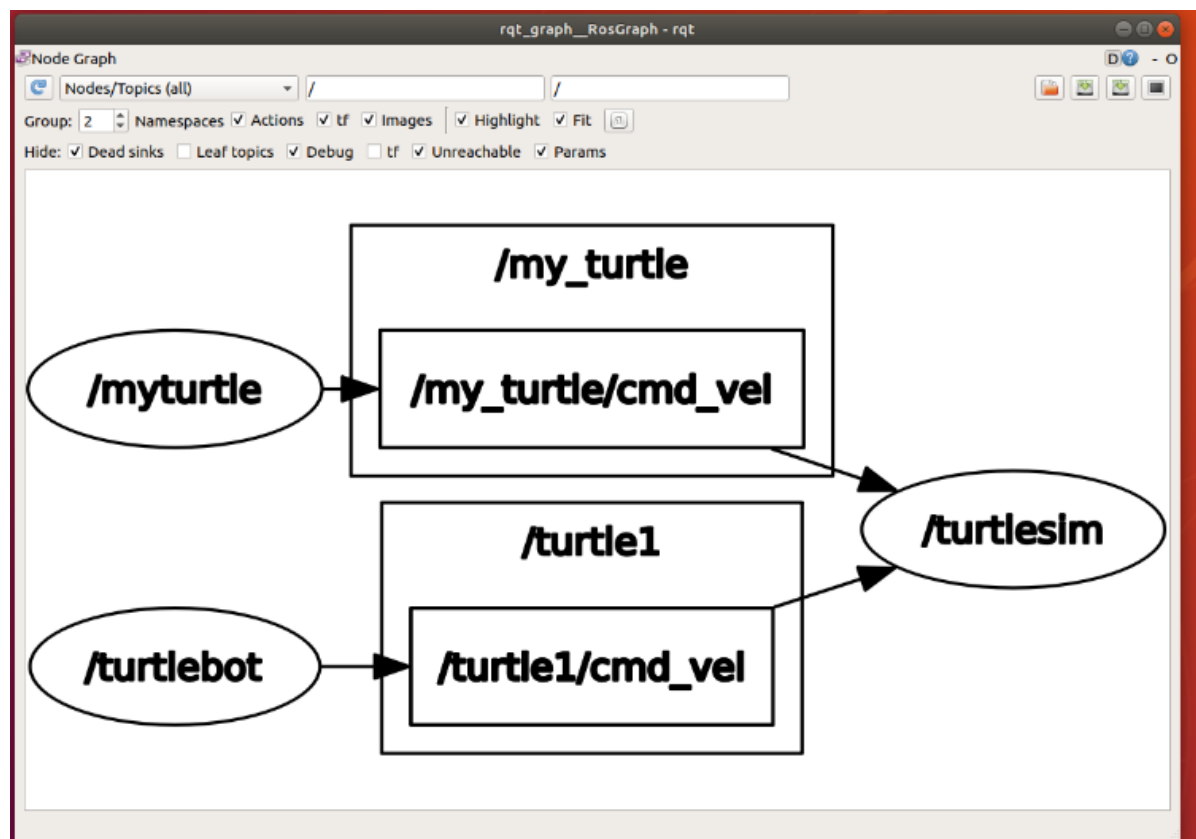 rqt_graph__RosGraph - rqt
Node Graph D - O
Nodes/Topics (all) / /
Group: 2 Namespaces Actions tf Images Highlight Fit
Hide: Dead sinks Leaf topics Debug tf Unreachable Params
/my_turtle
/myturtle /my_turtle/cmd_vel
/turtle1
/turtlesim
/turtlebot /turtle1/cmd_vel